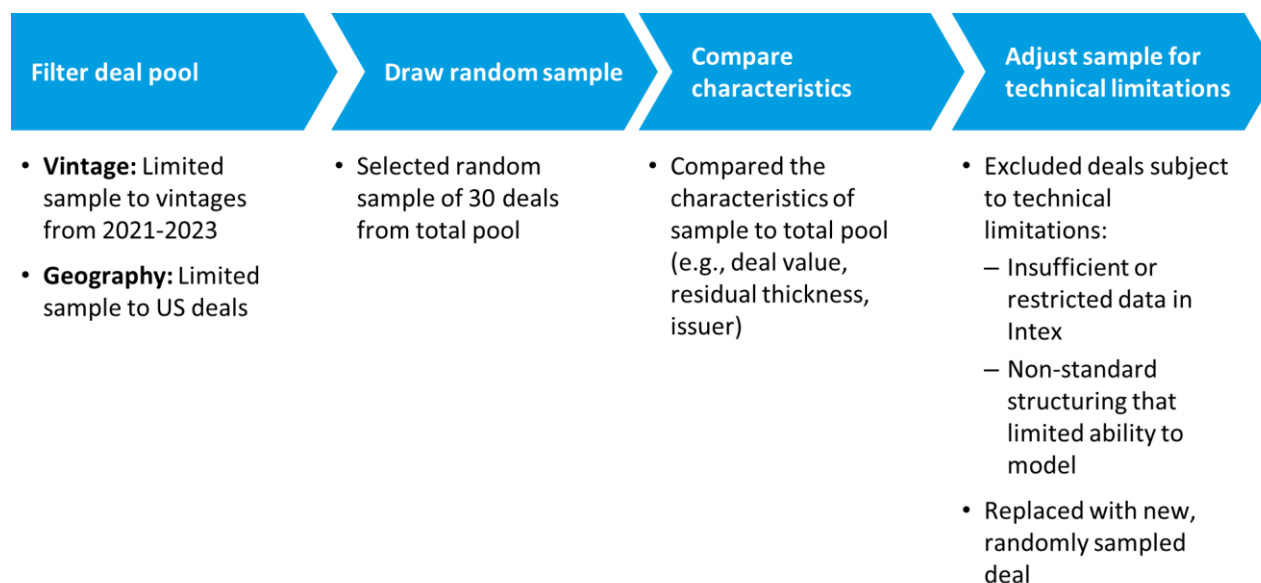 Filter deal pool
Draw random sample
Compare
characteristics
Adjust sample for
technical limitations
• Vintage: Limited
sample to vintages
from 2021-2023
• Geography: Limited
sample to US deals
• Selected random
sample of 30 deals
from total pool
• Compared the
characteristics of
sample to total pool
(e.g., deal value,
residual thickness,
issuer)
• Excluded deals subject
to technical
limitations:
– Insufficient or
restricted data in
Intex
– Non-standard
structuring that
limited ability to
model
• Replaced with new,
randomly sampled
deal